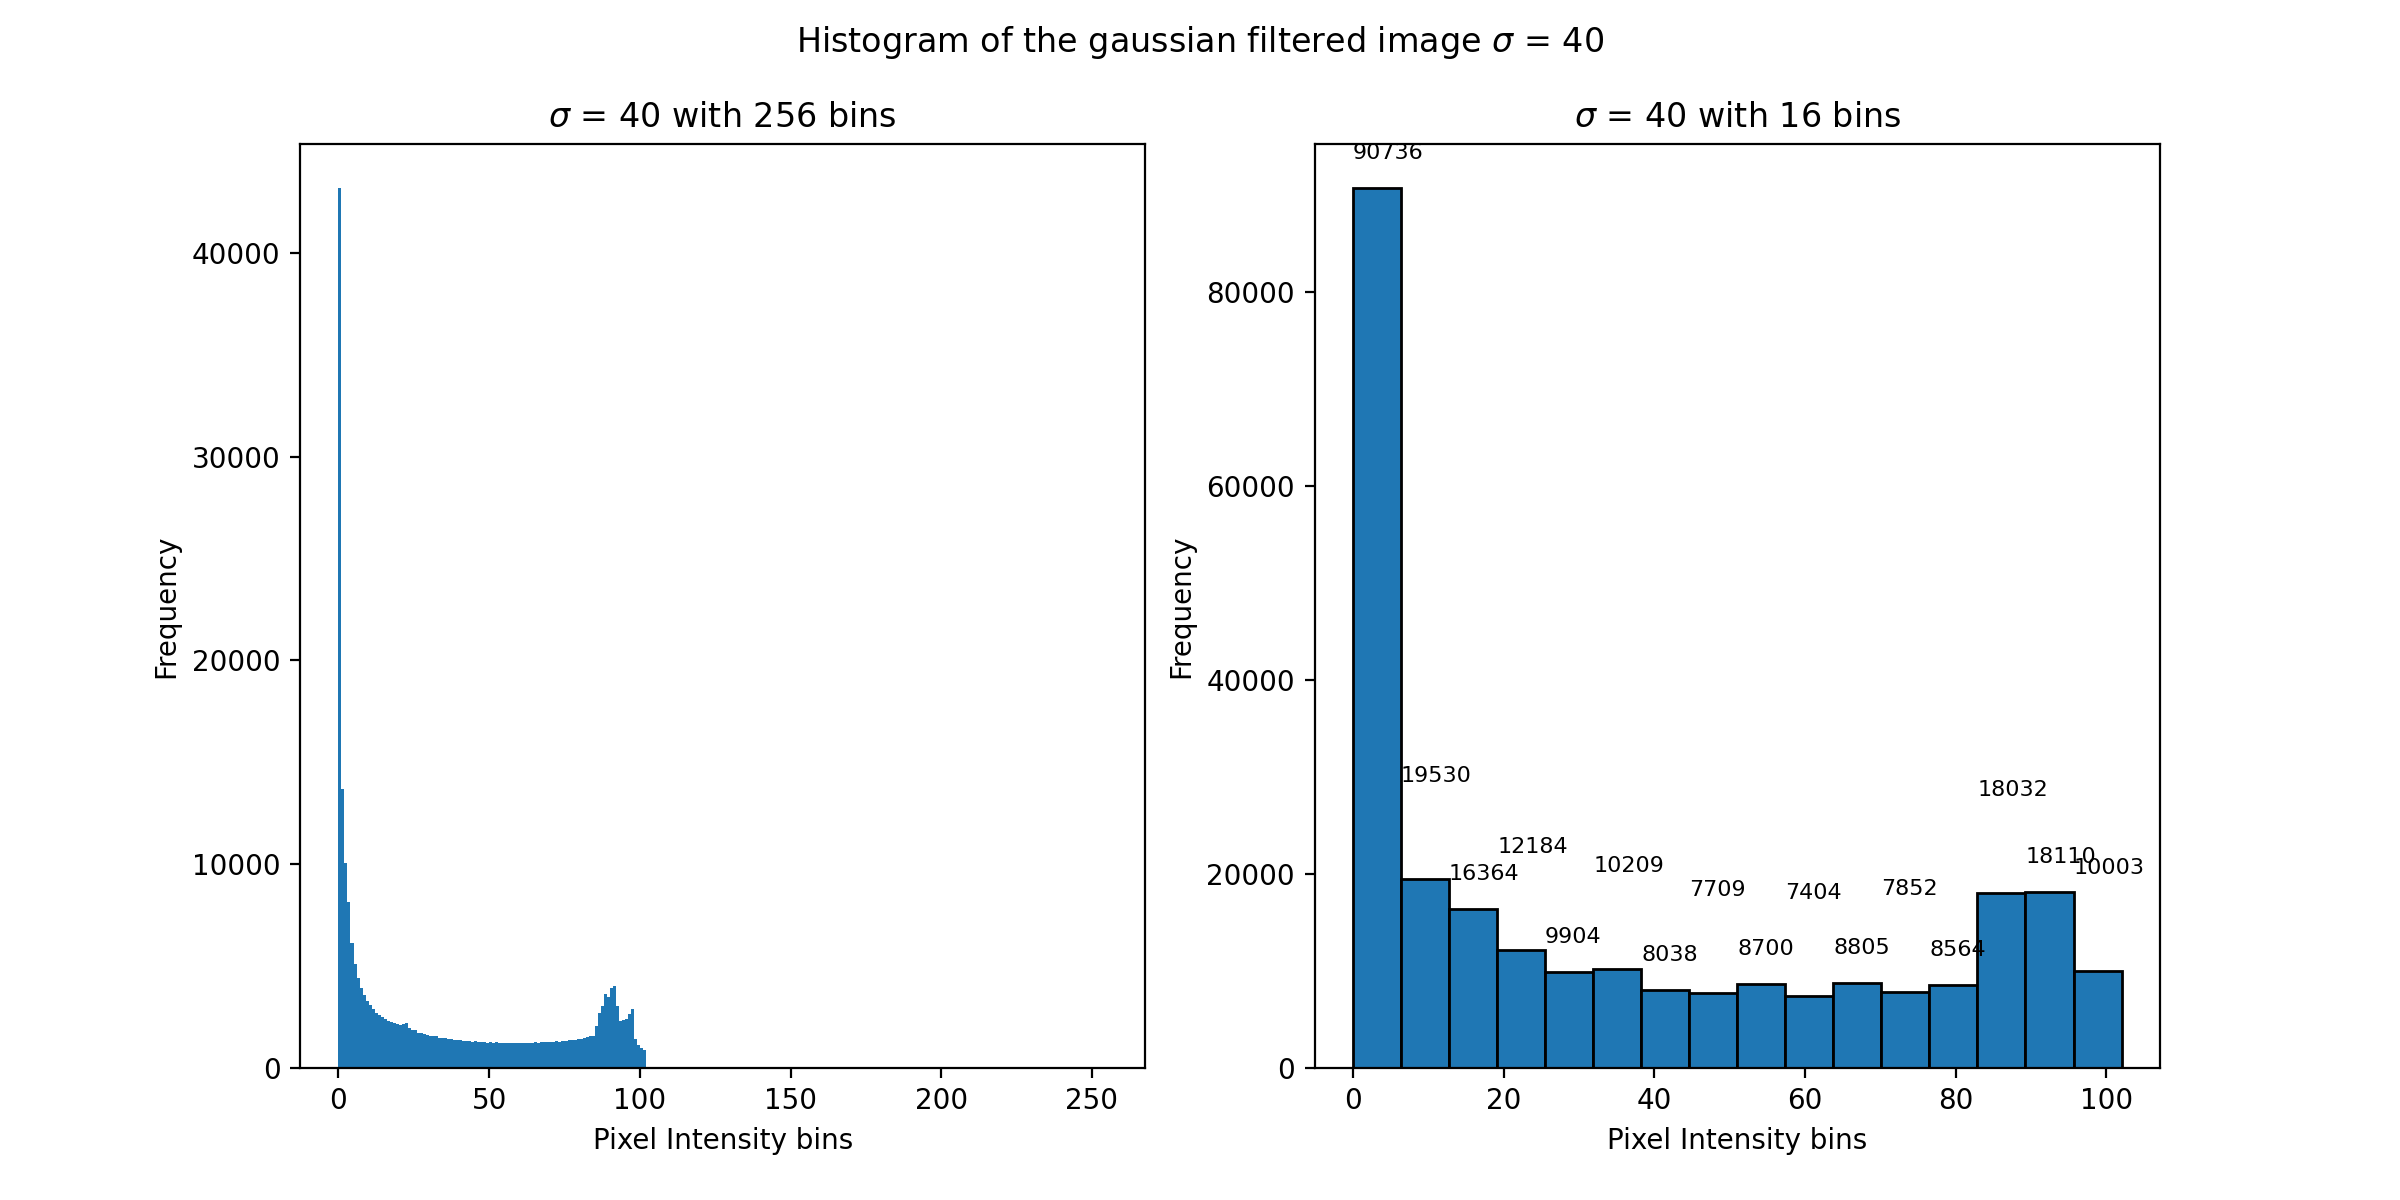 Histogram of the gaussian filtered image σ = 40
σ = 40 with 256 bins
40000
30000
20000
10000
0
Frequency
0 50 100 150 200 250
Pixel Intensity bins
σ = 40 with 16 bins
80000
60000
40000
20000
0
Frequency
90736
19530
16364
12184
9904
10209
8038
7709
8700
7404
8805
7852
8564
18032
18110
10003
0 20 40 60 80 100
Pixel Intensity bins